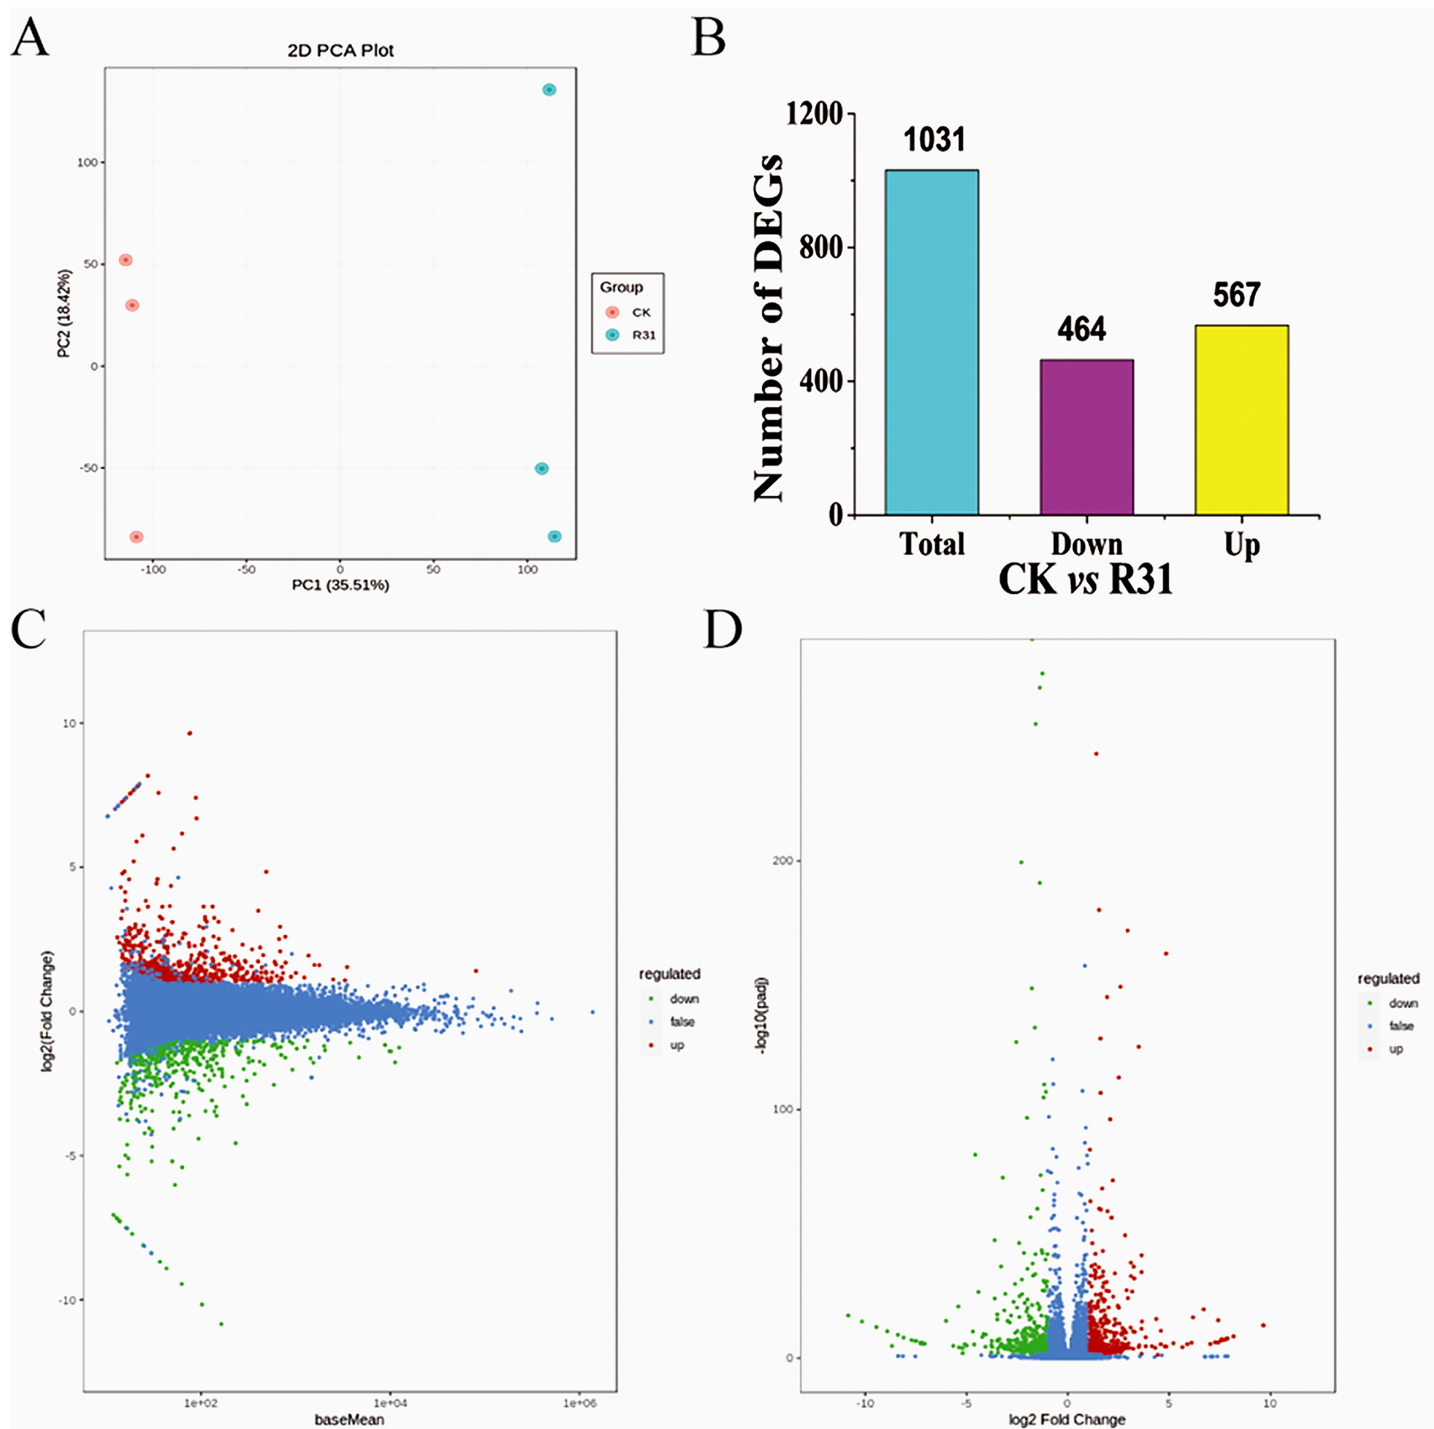 A
2D PCA Plot
100
50
0
-50
-100
-50
0
50
100
PC2 (18.42%)
PC1 (35.51%)
Group
CK
R31
B
1200
800
400
0
Number of DEGs
1031
464
567
Total
Down
Up
CK vs R31
C
10
5
0
-5
-10
log2(Fold Change)
1e+02
1e+04
1e+06
baseMean
regulated
down
false
up
D
200
100
0
-log10(padj)
-10
-5
0
5
10
log2 Fold Change
regulated
down
false
up